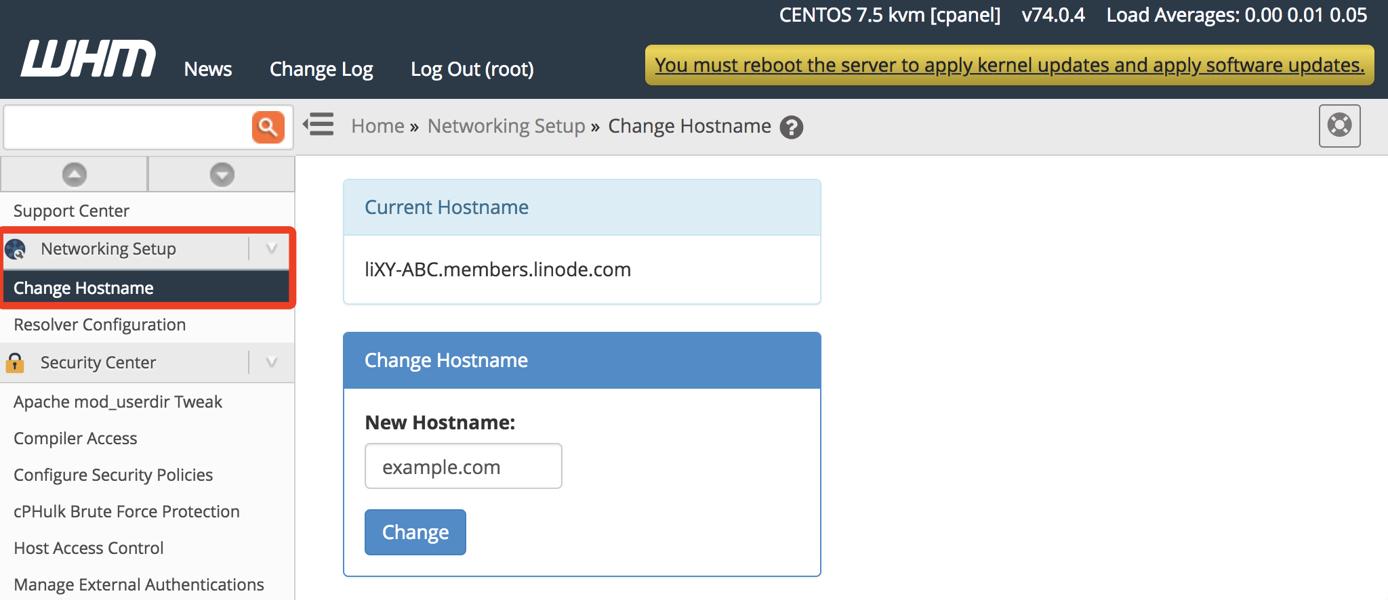 CENTOS 7.5 kvm [cpanel] v74.0.4 Load Averages: 0.00 0.01 0.05
WHM News Change Log Log Out (root)
You must reboot the server to apply kernel updates and apply software updates.
Home » Networking Setup » Change Hostname ?
Support Center
Networking Setup
Change Hostname
Resolver Configuration
Security Center
Apache mod_userdir Tweak
Compiler Access
Configure Security Policies
cPHulk Brute Force Protection
Host Access Control
Manage External Authentications
Current Hostname
liXY-ABC.members.linode.com
Change Hostname
New Hostname:
example.com
Change